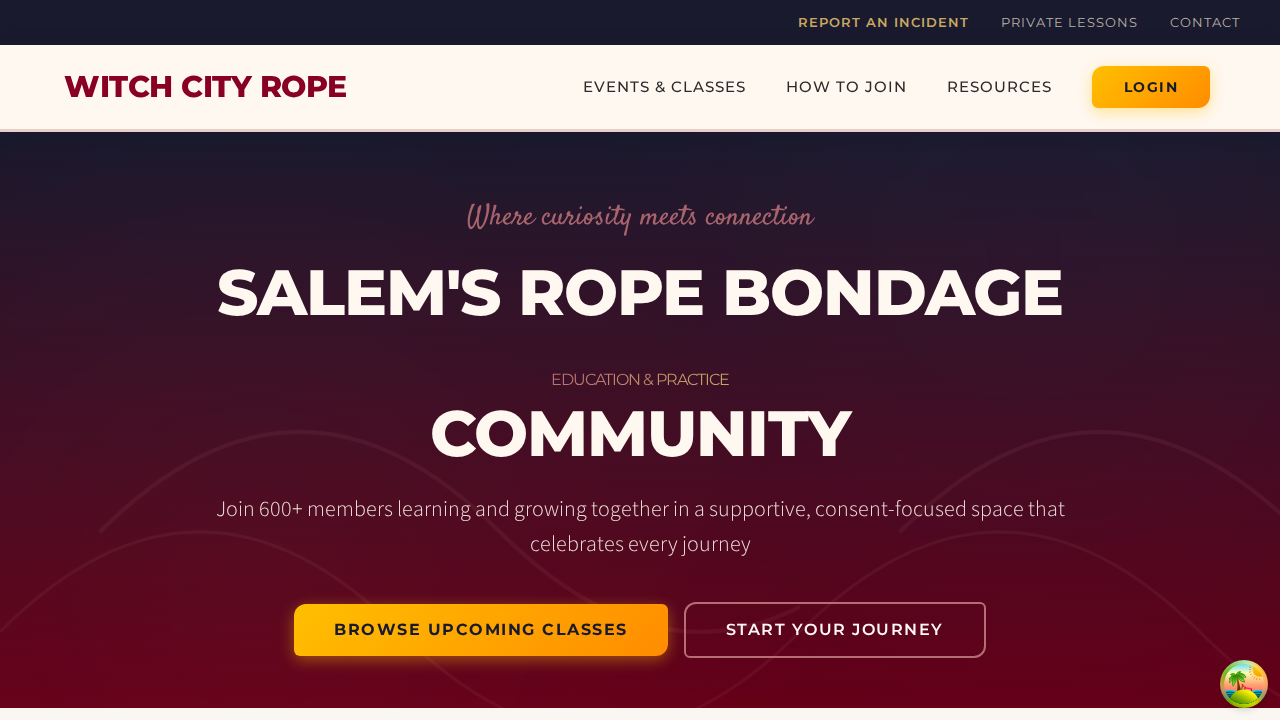 REPORT AN INCIDENT PRIVATE LESSONS CONTACT
WITCH CITY ROPE EVENTS & CLASSES HOW TO JOIN RESOURCES LOGIN
Where curiosity meets connection
SALEM'S ROPE BONDAGE
EDUCATION & PRACTICE
COMMUNITY
Join 600+ members learning and growing together in a supportive, consent-focused space that
celebrates every journey
BROWSE UPCOMING CLASSES START YOUR JOURNEY